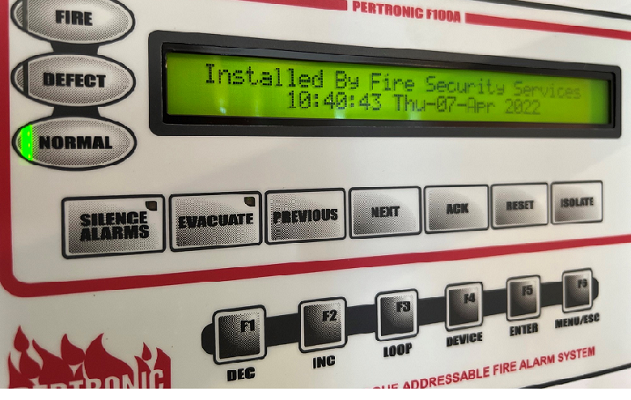 PERTRONIC F100A
FIRE
DEFECT
NORMAL
Installed By Fire Security Services
10:40:43 Thu-07-Apr 2022
SILENCE
ALARMS
EVACUATE
PREVIOUS
NEXT
ACK
RESET
ISOLATE
F1
F2
F3
F4
F5
F6
DEC
INC
LOOP
DEVICE
ENTER
MENU/ESC
PERTRONIC
ADDRESSABLE FIRE ALARM SYSTEM